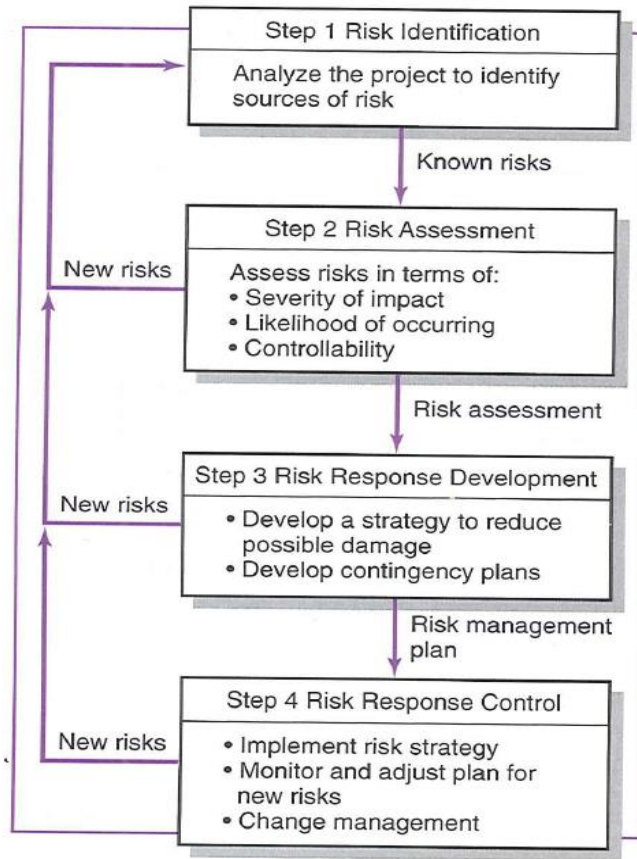 Step 1 Risk Identification
Analyze the project to identify
sources of risk
Known risks
Step 2 Risk Assessment
New risks
Assess risks in terms of:
• Severity of impact
• Likelihood of occurring
• Controllability
Risk assessment
Step 3 Risk Response Development
New risks
• Develop a strategy to reduce
possible damage
• Develop contingency plans
Risk management
plan
Step 4 Risk Response Control
New risks
• Implement risk strategy
• Monitor and adjust plan for
new risks
• Change management